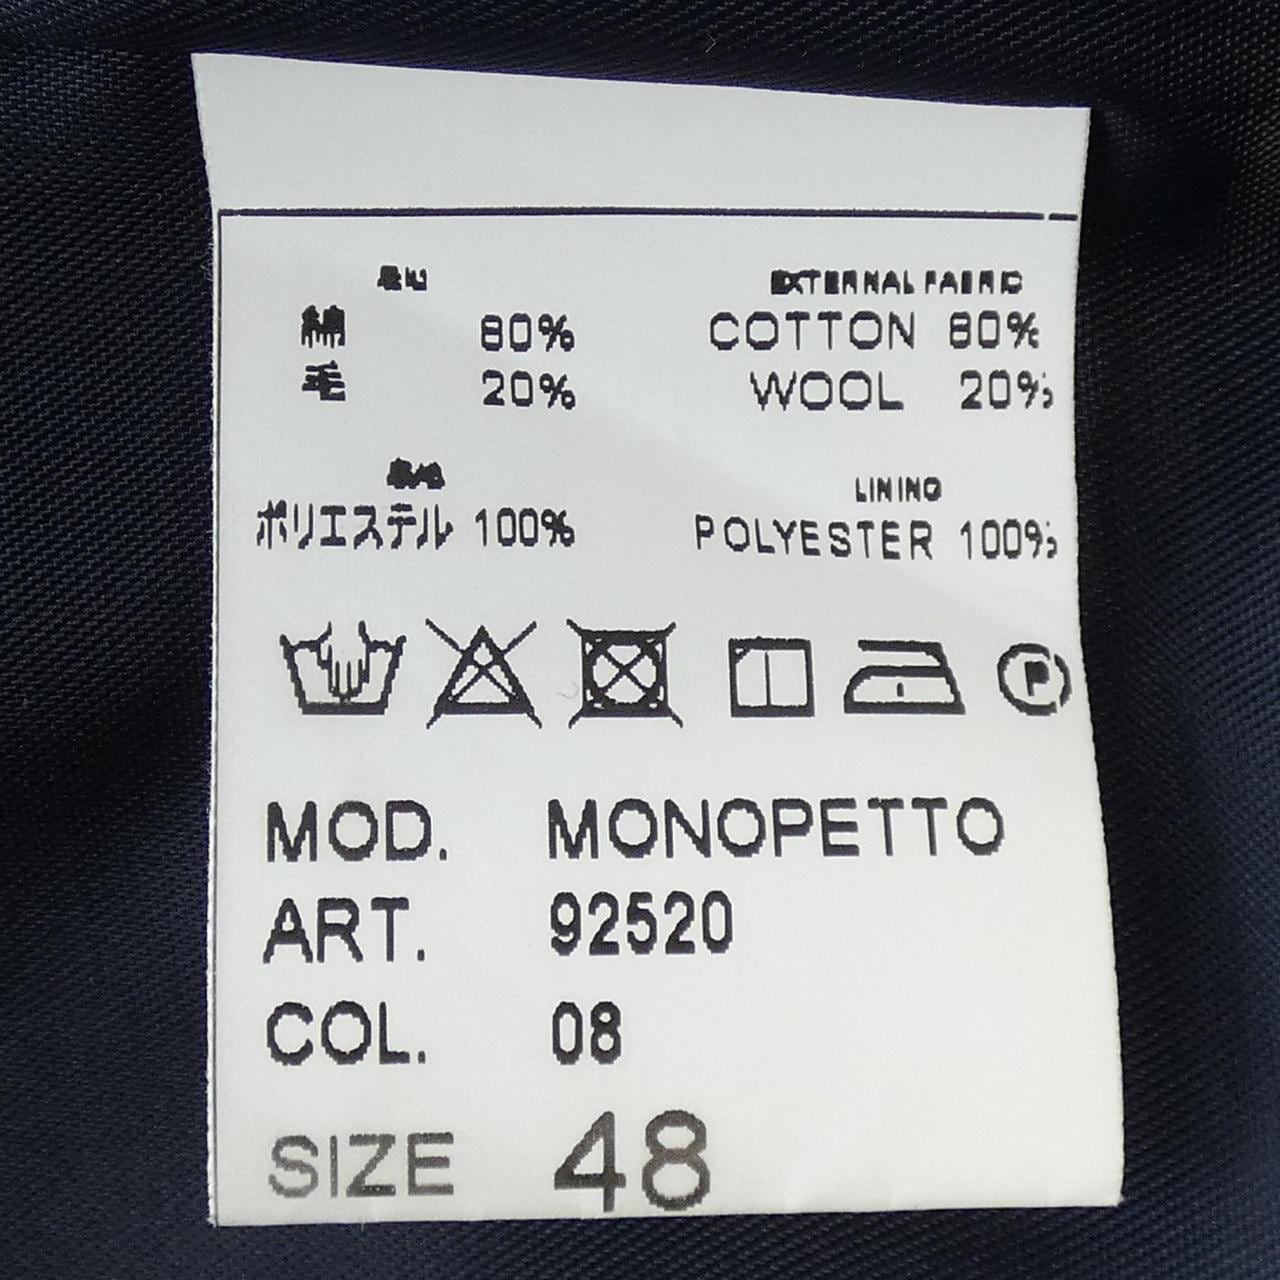 EXTERNAL FABRIC
綿 80% COTTON 80%
毛 20% WOOL 20%
LINING
ポリエステル 100% POLYESTER 100%
P
MOD. MONOPETTO
ART. 92520
COL. 08
SIZE 48